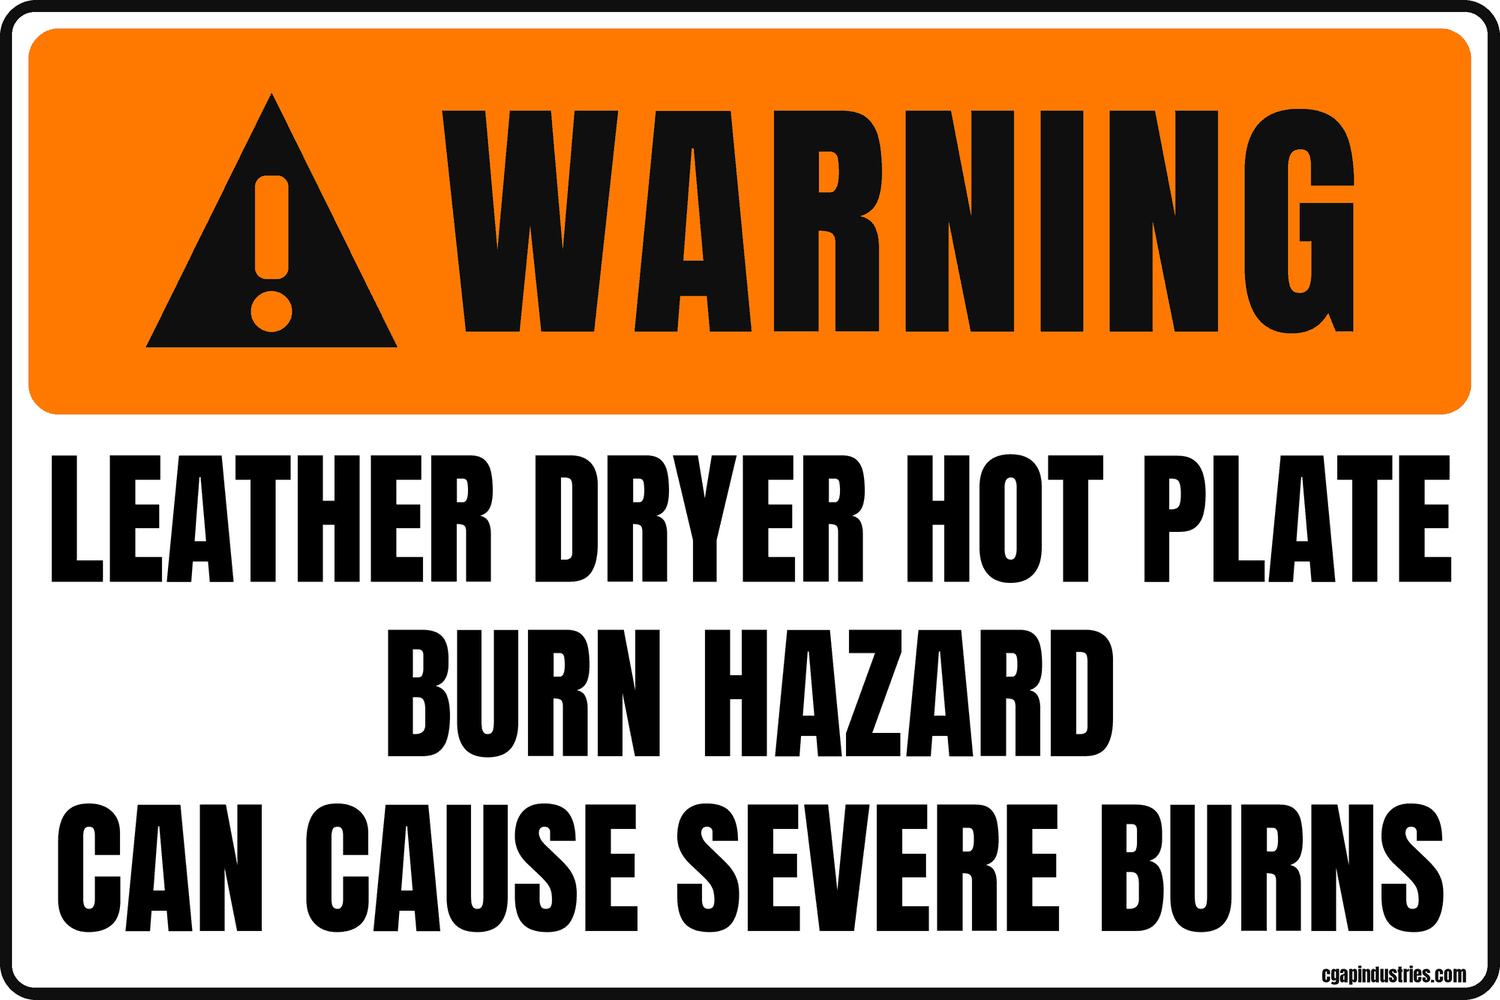 WARNING
LEATHER DRYER HOT PLATE
BURN HAZARD
CAN CAUSE SEVERE BURNS
cgapindustries.com